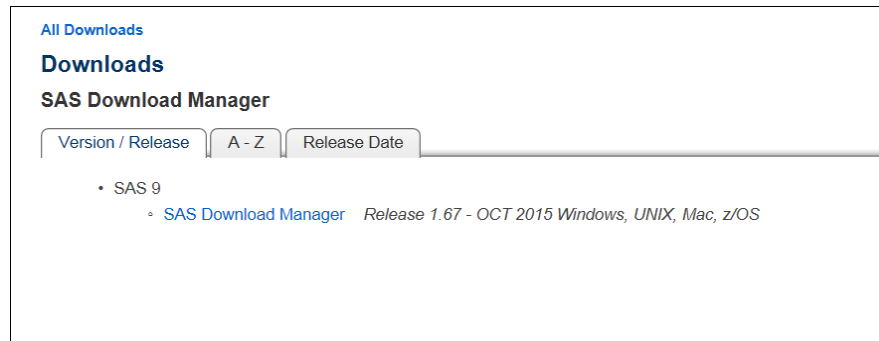 All Downloads
Downloads
SAS Download Manager
Version / Release A - Z Release Date
• SAS 9
◦ SAS Download Manager Release 1.67 - OCT 2015 Windows, UNIX, Mac, z/OS